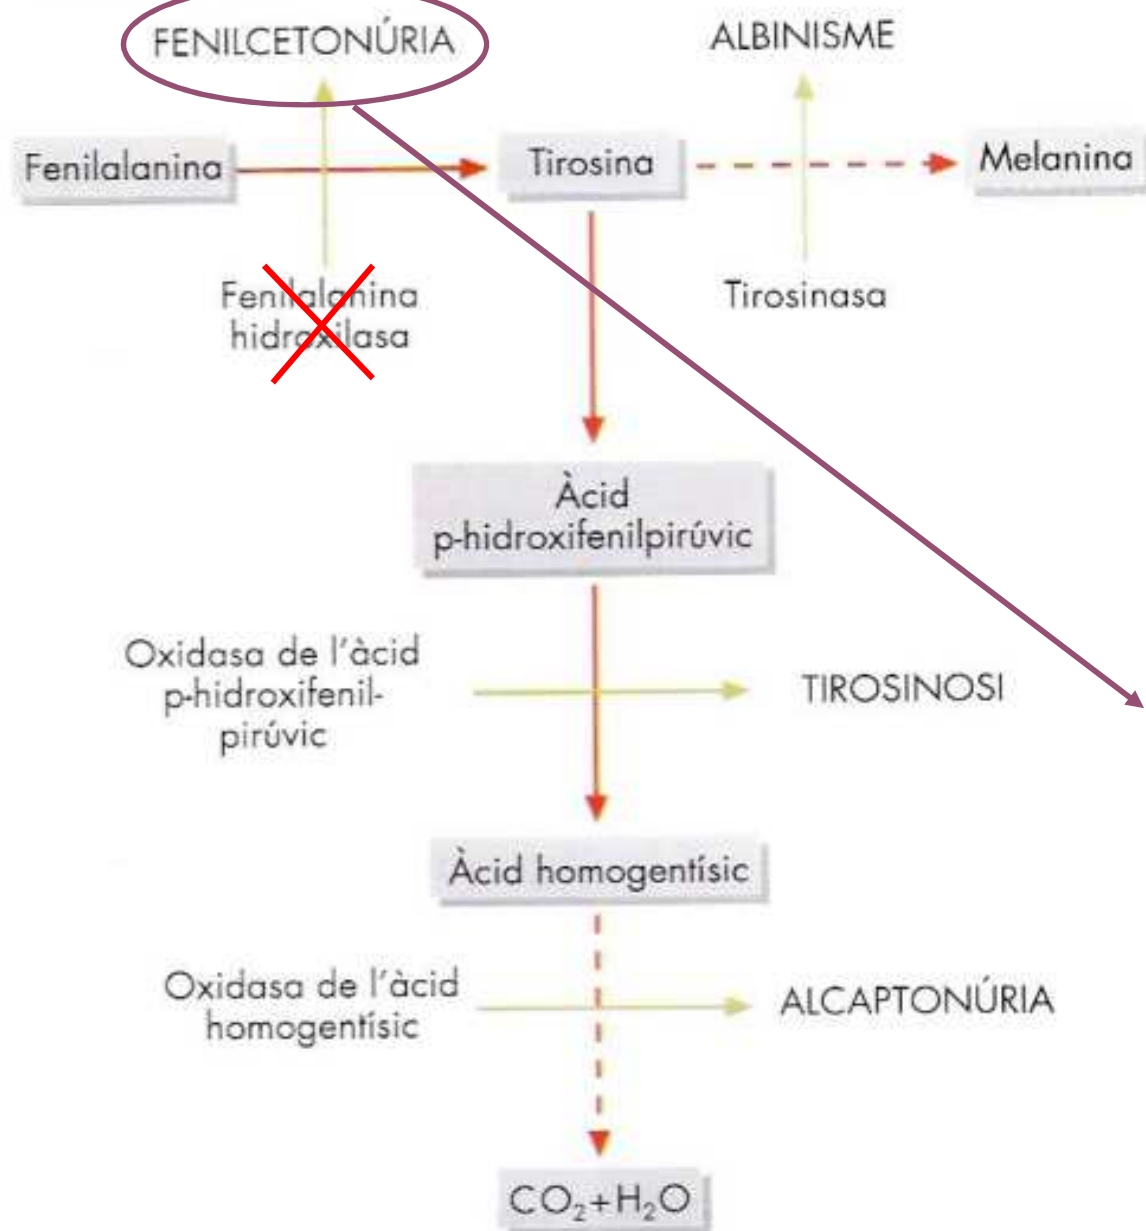 FENILCETONÚRIA
ALBINISME
Fenilalanina
Tirosina
Melanina
Fenilalanina
hidroxilasa
Tirosinasa
Àcid
p-hidroxifenilpirúvic
Oxidasa de l'àcid
p-hidroxifenil-
pirúvic
TIROSINOSI
Àcid homogentísic
Oxidasa de l'àcid
homogentísic
ALCAPTONÚRIA
CO₂+H₂O